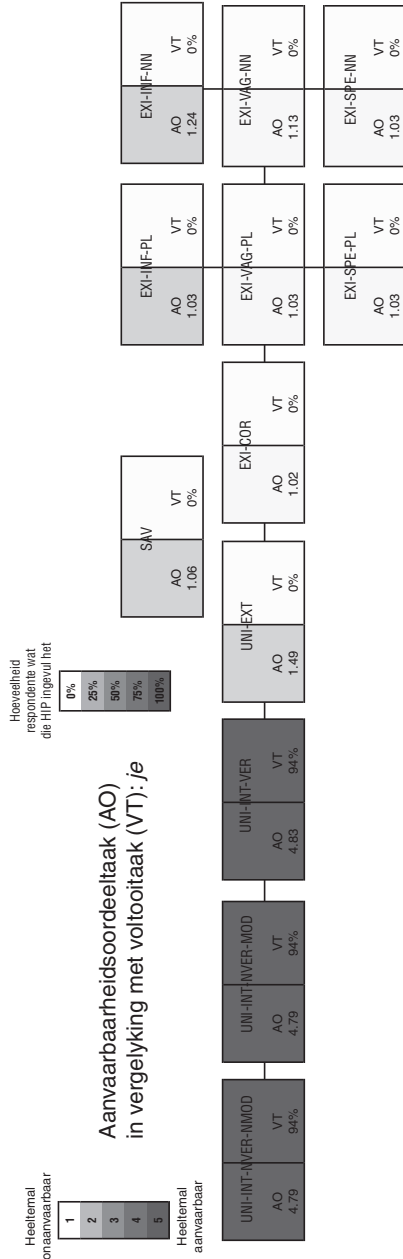 Heeltemal
onaanvaarbaar
1
2
3
4
5
Heeltemal
aanvaarbaar
Aanvaarbaarheidsoordeeltaak (AO)
in vergelyking met voltooitaak (VT): je
Hoeveelheid
respondente wat
die HIP ingevul het
0%
25%
50%
75%
100%
SAV
AO VT
1.06 0%
EXI-INF-PL
AO VT
1.03 0%
EXI-INF-NN
AO VT
1.24 0%
UNI-INT-NVER-NMOD
AO VT
4.79 94%
UNI-INT-NVER-MOD
AO VT
4.79 94%
UNI-INT-VER
AO VT
4.83 94%
UNI-EXT
AO VT
1.49 0%
EXI-COR
AO VT
1.02 0%
EXI-VAG-PL
AO VT
1.03 0%
EXI-VAG-NN
AO VT
1.13 0%
EXI-SPE-PL
AO VT
1.03 0%
EXI-SPE-NN
AO VT
1.03 0%